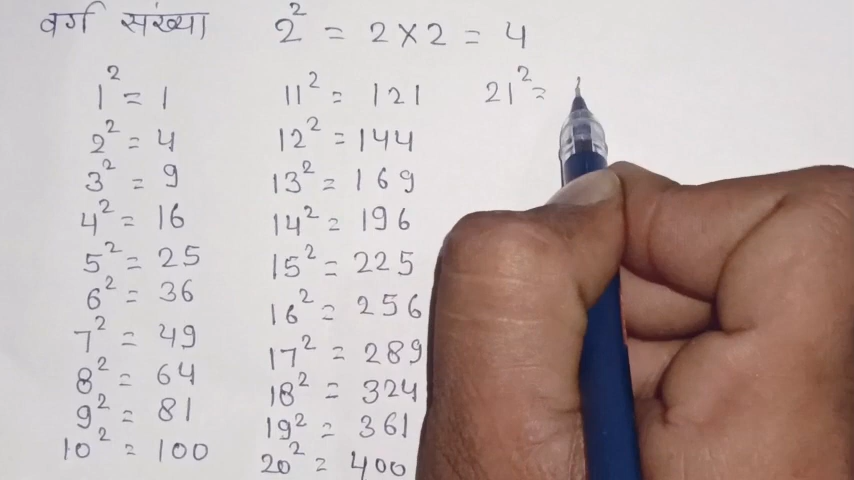 वर्ग संख्या 2² = 2 × 2 = 4
1² = 1 11² = 121 21² =
2² = 4 12² = 144
3² = 9 13² = 169
4² = 16 14² = 196
5² = 25 15² = 225
6² = 36 16² = 256
7² = 49 17² = 289
8² = 64 18² = 324
9² = 81 19² = 361
10² = 100 20² = 400